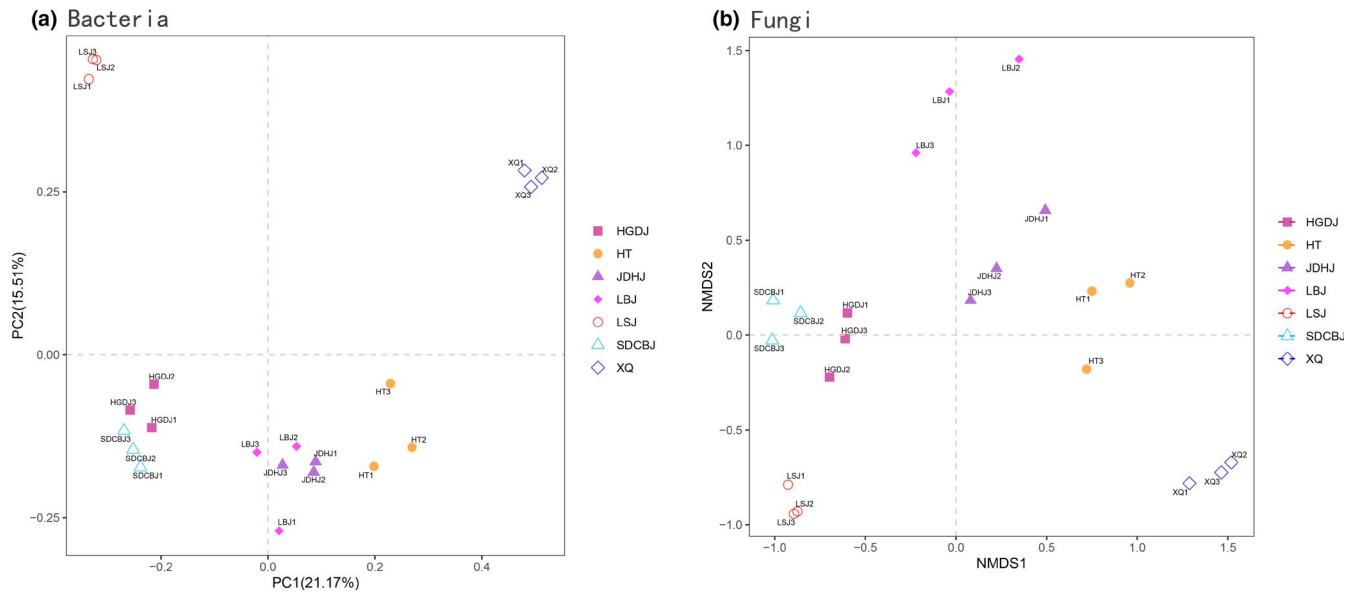 (a) Bacteria
LSJ3
LSJ2
LSJ1
XQ1
XQ2
XQ3
HGDJ2
HGDJ3
HGDJ1
SDCBJ3
SDCBJ2
SDCBJ1
LBJ3
LBJ2
JDHJ1
JDHJ3
JDHJ2
LBJ1
HT3
HT2
HT1
0.25
0.00
−0.25
PC2(15.51%)
−0.2
0.0
0.2
0.4
PC1(21.17%)
HGDJ
HT
JDHJ
LBJ
LSJ
SDCBJ
XQ
(b) Fungi
LBJ2
LBJ1
LBJ3
JDHJ1
JDHJ2
JDHJ3
HT2
HT1
HT3
SDCBJ1
SDCBJ2
SDCBJ3
HGDJ1
HGDJ3
HGDJ2
LSJ1
LSJ2
LSJ3
XQ2
XQ3
XQ1
1.5
1.0
0.5
0.0
−0.5
−1.0
NMDS2
−1.0
−0.5
0.0
0.5
1.0
1.5
NMDS1
HGDJ
HT
JDHJ
LBJ
LSJ
SDCBJ
XQ